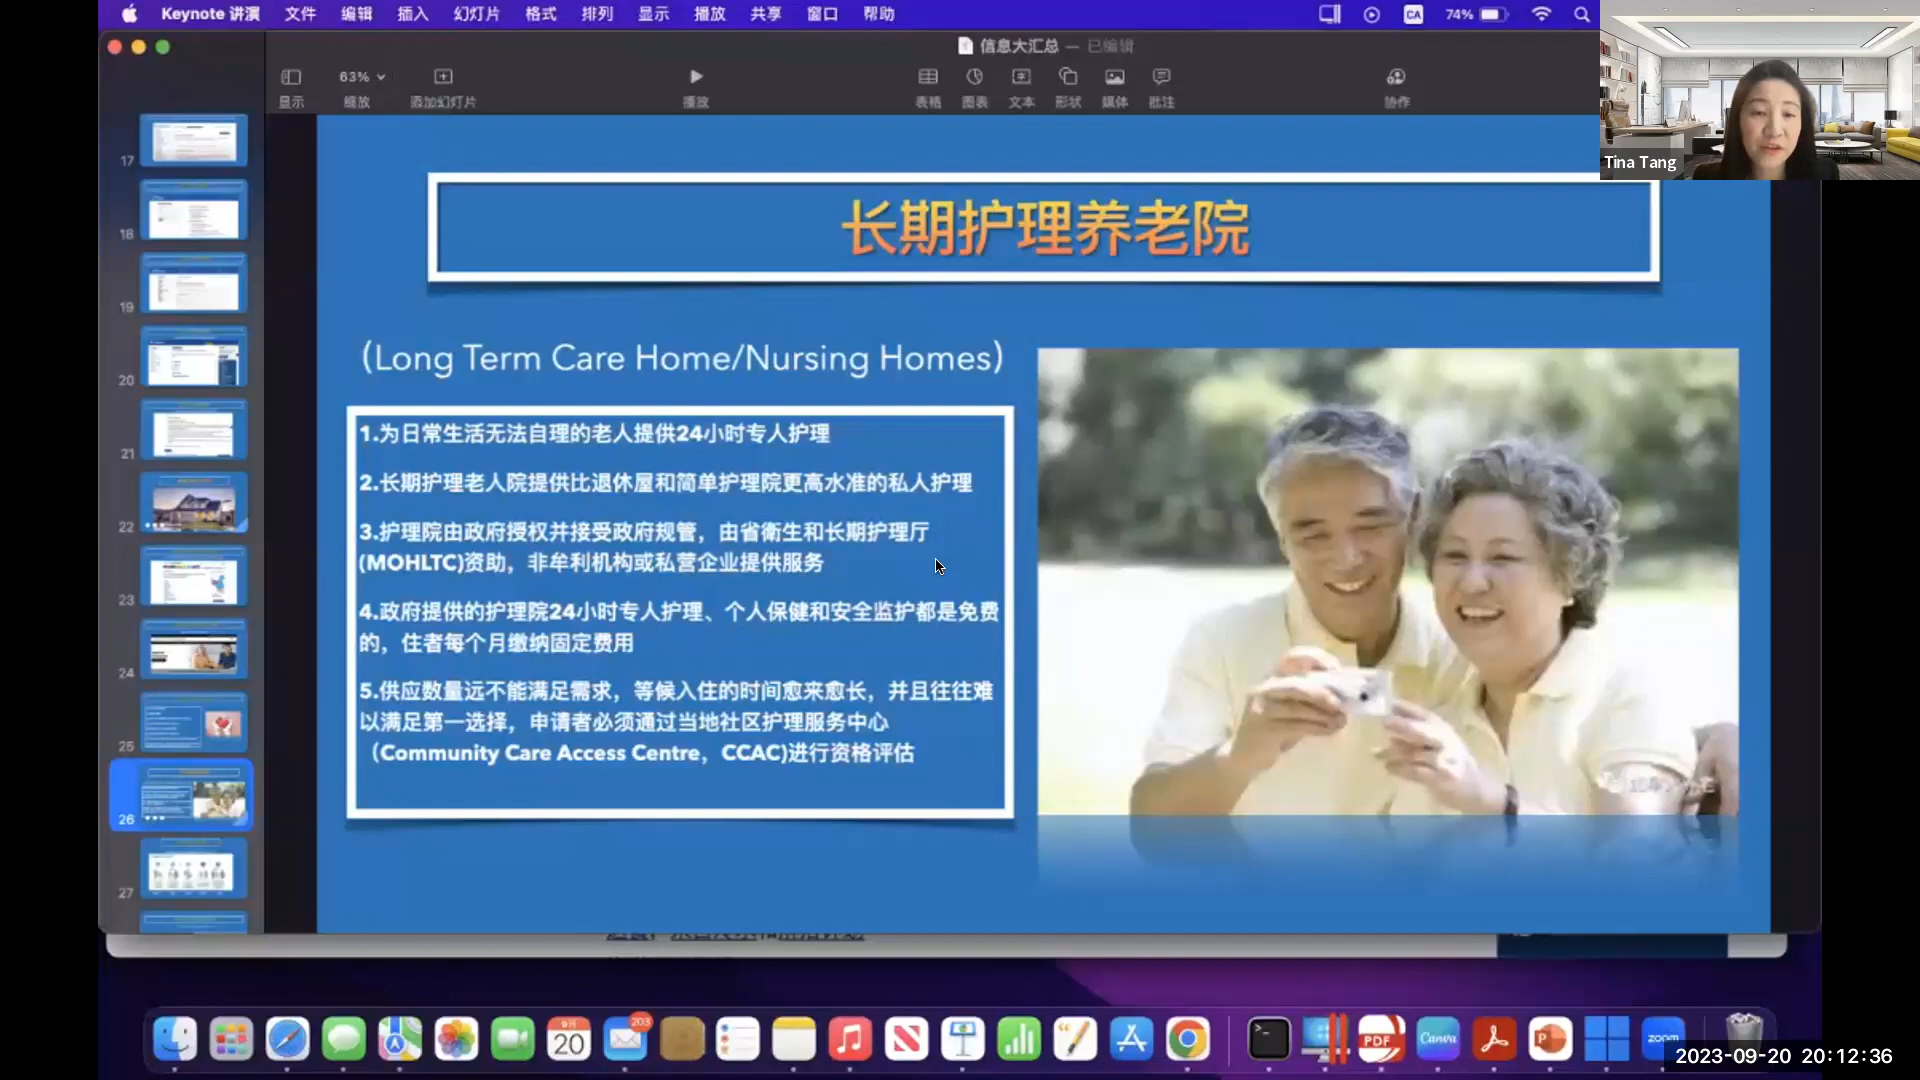 Keynote 讲演 文件 编辑 插入 幻灯片 格式 排列 显示 播放 共享 窗口 帮助
CA 74%
信息大汇总 — 已编辑
63%
显示 缩放 添加幻灯片 播放 表格 图表 文本 形状 媒体 批注 协作
Tina Tang
17
18
19
20
21
22
23
24
25
26
27
长期护理养老院
(Long Term Care Home/Nursing Homes)
1.为日常生活无法自理的老人提供24小时专人护理
2.长期护理老人院提供比退休屋和简单护理院更高水准的私人护理
3.护理院由政府授权并接受政府规管，由省衛生和长期护理厅
(MOHLTC)资助，非牟利机构或私营企业提供服务
4.政府提供的护理院24小时专人护理、个人保健和安全监护都是免费
的，住者每个月缴纳固定费用
5.供应数量远不能满足需求，等候入住的时间愈来愈长，并且往往难
以满足第一选择，申请者必须通过当地社区护理服务中心
（Community Care Access Centre，CCAC)进行资格评估
9月
20
203
PDF
Canva
zoom
2023-09-20 20:12:36